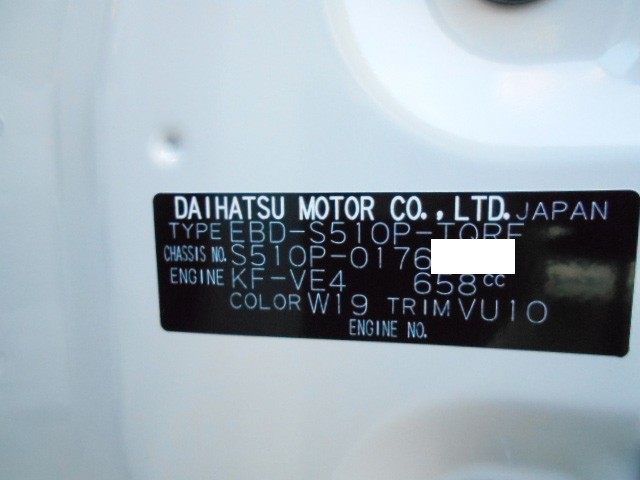 DAIHATSU MOTOR CO., LTD. JAPAN
TYPE EBD-S510P-TQRF
CHASSIS NO. S510P-0176
ENGINE KF-VE4 658cc
COLOR W19 TRIM VU10
ENGINE NO.